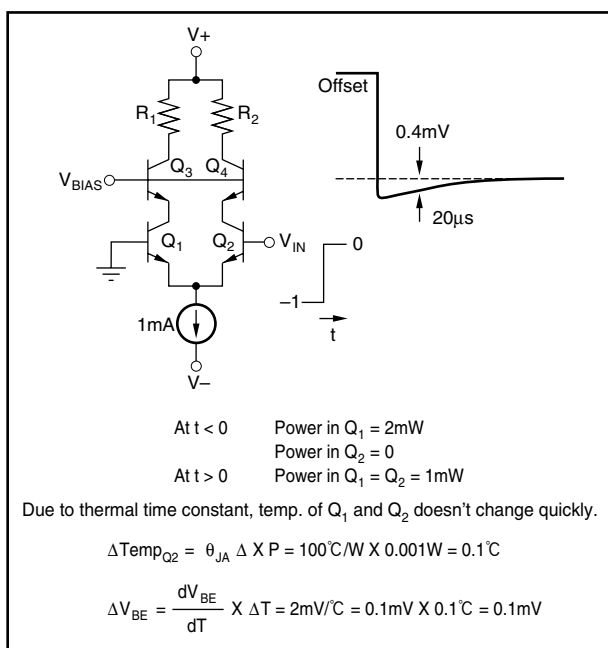 V+
Offset
R1
R2
0.4mV
Q3
Q4
VBIAS
20µs
Q1
Q2
VIN
0
–1
1mA
t
V–
At t < 0 Power in Q1 = 2mW
Power in Q2 = 0
At t > 0 Power in Q1 = Q2 = 1mW
Due to thermal time constant, temp. of Q1 and Q2 doesn't change quickly.
ΔTempQ2 = θJA Δ X P = 100°C/W X 0.001W = 0.1°C
ΔVBE = dVBE/dT X ΔT = 2mV/°C = 0.1mV X 0.1°C = 0.1mV